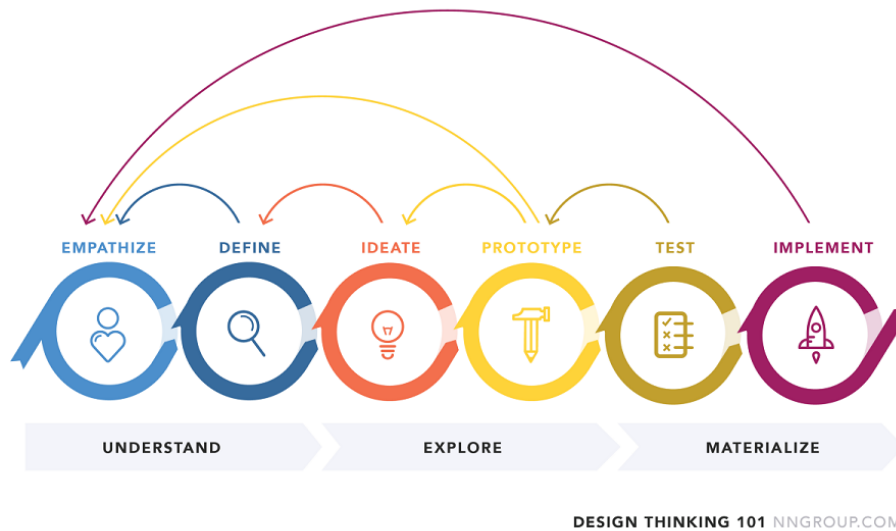 EMPATHIZE DEFINE IDEATE PROTOTYPE TEST IMPLEMENT
UNDERSTAND EXPLORE MATERIALIZE
DESIGN THINKING 101 NNGROUP.COM